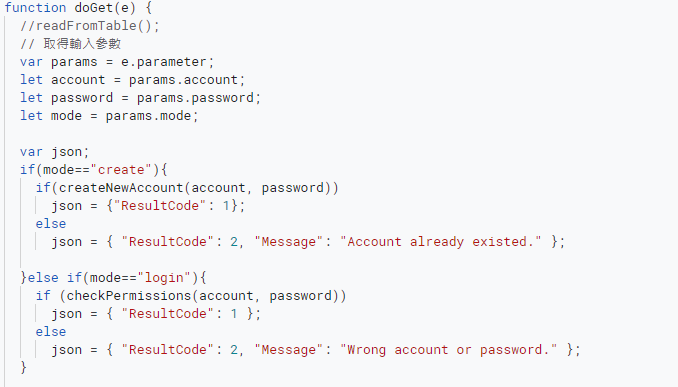 function doGet(e) {
//readFromTable();
// 取得輸入參數
var params = e.parameter;
let account = params.account;
let password = params.password;
let mode = params.mode;
var json;
if(mode=="create"){
if(createNewAccount(account, password))
json = {"ResultCode": 1};
else
json = { "ResultCode": 2, "Message": "Account already existed." };
}else if(mode=="login"){
if (checkPermissions(account, password))
json = { "ResultCode": 1 };
else
json = { "ResultCode": 2, "Message": "Wrong account or password." };
}